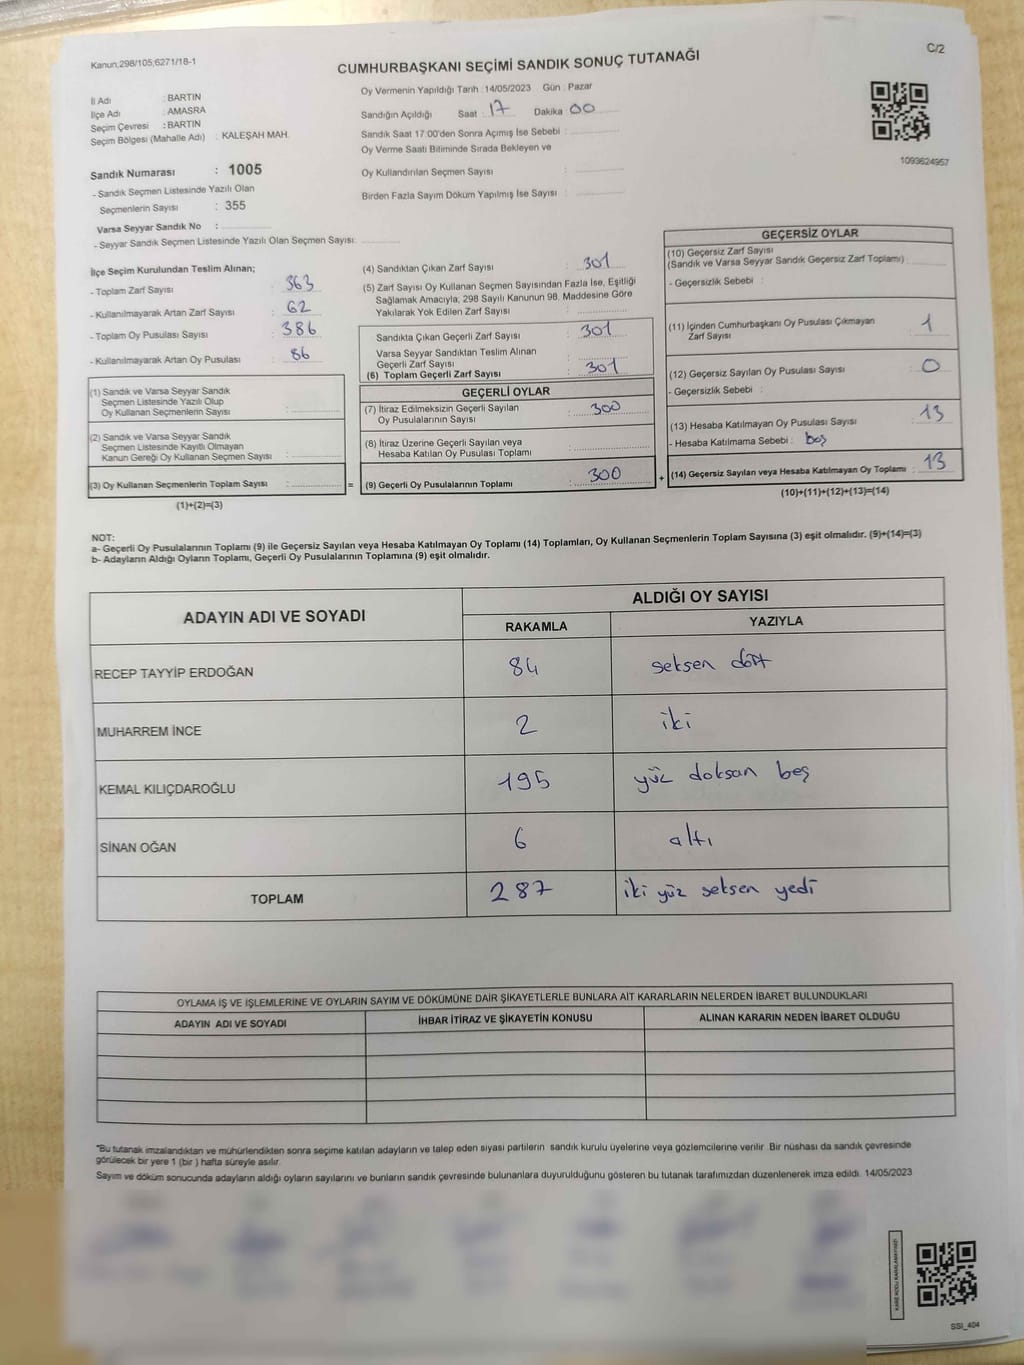 Kanun,298/105,6271/18-1
C/2
CUMHURBAŞKANI SEÇİMİ SANDIK SONUÇ TUTANAĞI
İl Adı : BARTIN
İlçe Adı : AMASRA
Seçim Çevresi : BARTIN
Seçim Bölgesi (Mahalle Adı) : KALEŞAH MAH.
Sandık Numarası : 1005
- Sandık Seçmen Listesinde Yazılı Olan
Seçmenlerin Sayısı : 355
Varsa Seyyar Sandık No :
- Seyyar Sandık Seçmen Listesinde Yazılı Olan Seçmen Sayısı:
Oy Vermenin Yapıldığı Tarih : 14/05/2023 Gün : Pazar
Sandığın Açıldığı Saat : 17 Dakika 00
Sandık Saat 17:00'den Sonra Açımış İse Sebebi :
Oy Verme Saati Bitiminde Sırada Bekleyen ve
Oy Kullandırılan Seçmen Sayısı :
Birden Fazla Sayım Döküm Yapılmış İse Sayısı :
1093624957
İlçe Seçim Kurulundan Teslim Alınan;
- Toplam Zarf Sayısı : 363
- Kullanılmayarak Artan Zarf Sayısı : 62
- Toplam Oy Pusulası Sayısı : 386
- Kullanılmayarak Artan Oy Pusulası : 86
(1) Sandık ve Varsa Seyyar Sandık
Seçmen Listesinde Yazılı Olup
Oy Kullanan Seçmenlerin Sayısı :
(2) Sandık ve Varsa Seyyar Sandık
Seçmen Listesinde Kayıtlı Olmayan
Kanun Gereği Oy Kullanan Seçmen Sayısı :
(3) Oy Kullanan Seçmenlerin Toplam Sayısı : =
(1)+(2)=(3)
(4) Sandıktan Çıkan Zarf Sayısı : 301
(5) Zarf Sayısı Oy Kullanan Seçmen Sayısından Fazla İse, Eşitliği
Sağlamak Amacıyla, 298 Sayılı Kanunun 98. Maddesine Göre
Yakılarak Yok Edilen Zarf Sayısı :
Sandıkta Çıkan Geçerli Zarf Sayısı : 301
Varsa Seyyar Sandıktan Teslim Alınan
Geçerli Zarf Sayısı :
(6) Toplam Geçerli Zarf Sayısı : 301
GEÇERLİ OYLAR
(7) İtiraz Edilmeksizin Geçerli Sayılan
Oy Pusulalarının Sayısı : 300
(8) İtiraz Üzerine Geçerli Sayılan veya
Hesaba Katılan Oy Pusulası Toplamı :
(9) Geçerli Oy Pusulalarının Toplamı : 300 +
GEÇERSİZ OYLAR
(10) Geçersiz Zarf Sayısı
(Sandık ve Varsa Seyyar Sandık Geçersiz Zarf Toplamı) :
- Geçersizlik Sebebi :
(11) İçinden Cumhurbaşkanı Oy Pusulası Çıkmayan
Zarf Sayısı : 1
(12) Geçersiz Sayılan Oy Pusulası Sayısı : 0
- Geçersizlik Sebebi :
(13) Hesaba Katılmayan Oy Pusulası Sayısı : 13
- Hesaba Katılmama Sebebi : boş
(14) Geçersiz Sayılan veya Hesaba Katılmayan Oy Toplamı : 13
(10)+(11)+(12)+(13)=(14)
NOT:
a- Geçerli Oy Pusulalarının Toplamı (9) ile Geçersiz Sayılan veya Hesaba Katılmayan Oy Toplamı (14) Toplamları, Oy Kullanan Seçmenlerin Toplam Sayısına (3) eşit olmalıdır. (9)+(14)=(3)
b- Adayların Aldığı Oyların Toplamı, Geçerli Oy Pusulalarının Toplamına (9) eşit olmalıdır.
ADAYIN ADI VE SOYADI
ALDIĞI OY SAYISI
RAKAMLA YAZIYLA
RECEP TAYYİP ERDOĞAN 84 seksen dört
MUHARREM İNCE 2 iki
KEMAL KILIÇDAROĞLU 195 yüz doksan beş
SİNAN OĞAN 6 altı
TOPLAM 287 iki yüz seksen yedi
OYLAMA İŞ VE İŞLEMLERİNE VE OYLARIN SAYIM VE DÖKÜMÜNE DAİR ŞİKAYETLERLE BUNLARA AİT KARARLARIN NELERDEN İBARET BULUNDUKLARI
ADAYIN ADI VE SOYADI İHBAR İTİRAZ VE ŞİKAYETİN KONUSU ALINAN KARARIN NEDEN İBARET OLDUĞU
"Bu tutanak imzalandıktan ve mühürlendikten sonra seçime katılan adayların ve talep eden siyasi partilerin sandık kurulu üyelerine veya gözlemcilerine verilir. Bir nüshası da sandık çevresinde
görülecek bir yere 1 (bir ) hafta süreyle asılır.
Sayım ve döküm sonucunda adayların aldığı oyların sayılarını ve bunların sandık çevresinde bulunanlara duyurulduğunu gösteren bu tutanak tarafımızdan düzenlenerek imza edildi. 14/05/2023
KARE KODU KARALAMAYINIZ!
SSI_404